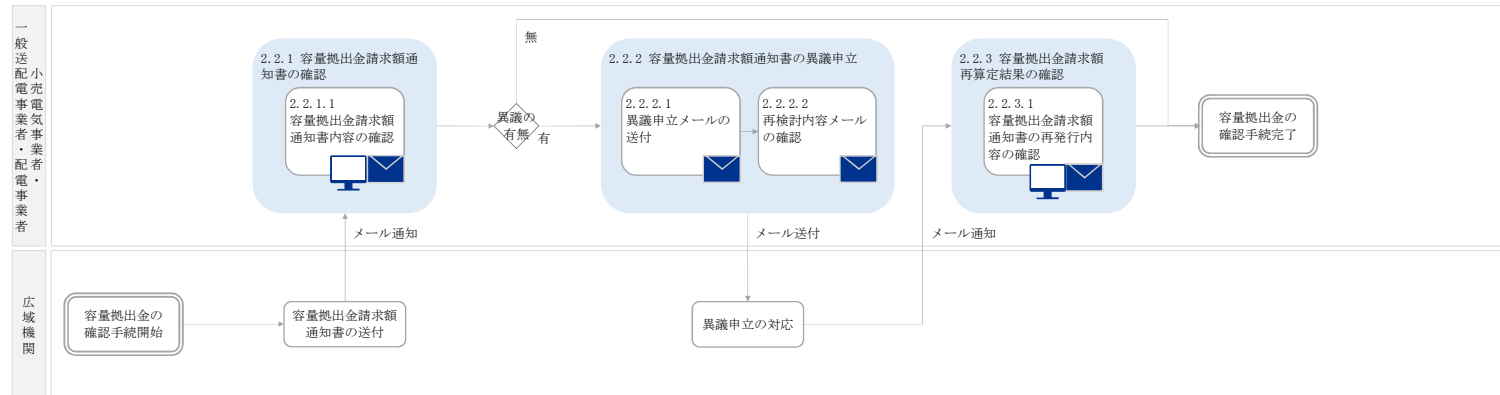 小売電気事業者・
一般送配電事業者・配電事業者
無
2.2.1 容量拠出金請求額通
知書の確認
2.2.1.1
容量拠出金請求額
通知書内容の確認
異議の
有無
有
2.2.2 容量拠出金請求額通知書の異議申立
2.2.2.1
異議申立メールの
送付
2.2.2.2
再検討内容メール
の確認
2.2.3 容量拠出金請求額
再算定結果の確認
2.2.3.1
容量拠出金請求額
通知書の再発行内
容の確認
容量拠出金の
確認手続完了
メール通知
メール送付
メール通知
広域機関
容量拠出金の
確認手続開始
容量拠出金請求額
通知書の送付
異議申立の対応